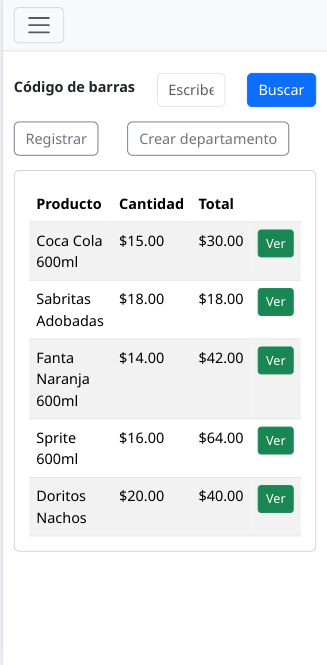 Código de barras Escribe Buscar
Registrar Crear departamento
Producto Cantidad Total
Coca Cola 600ml $15.00 $30.00 Ver
Sabritas Adobadas $18.00 $18.00 Ver
Fanta Naranja 600ml $14.00 $42.00 Ver
Sprite 600ml $16.00 $64.00 Ver
Doritos Nachos $20.00 $40.00 Ver